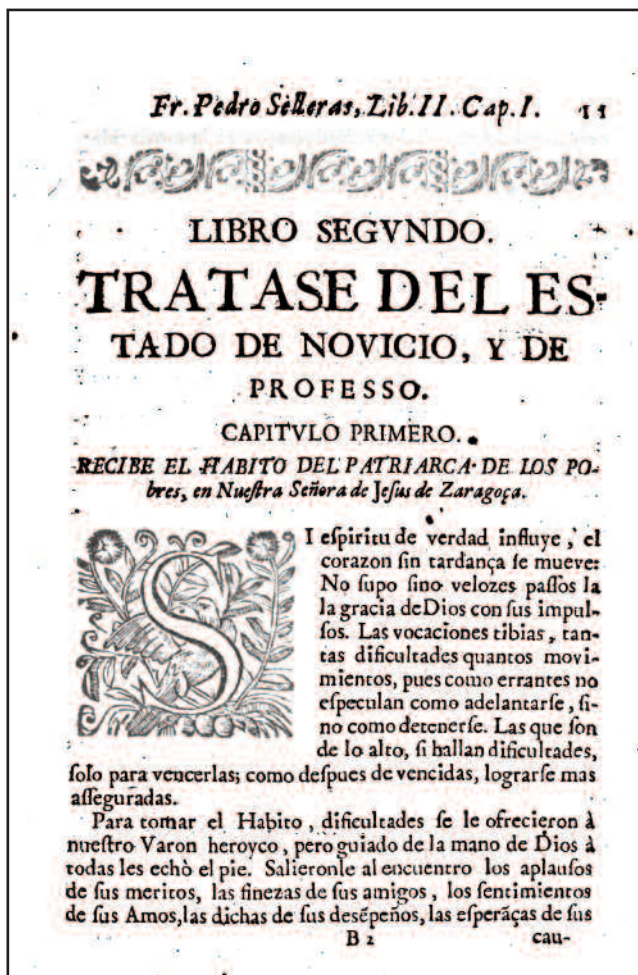 Fr. Pedro Selleras, Lib. II. Cap. I. 11
LIBRO SEGVNDO.
TRATASE DEL ES-
TADO DE NOVICIO, Y DE
PROFESSO.
CAPITVLO PRIMERO.
RECIBE EL HABITO DEL PATRIARCA DE LOS PO-
bres, en Nueſtra Señora de Jeſus de Zaragoça.
SI eſpiritu de verdad influye, el
corazon ſin tardança ſe mueve:
No ſupo ſino velozes paſſos la
la gracia de Dios con ſus impul-
ſos. Las vocaciones tibias, tan-
tas dificultades quantos movi-
mientos, pues como errantes no
eſpeculan como adelantarſe, ſi-
no como detenerſe. Las que ſon
de lo alto, ſi hallan dificultades,
ſolo para vencerlas; como deſpues de vencidas, lograrſe mas
aſſeguradas.
Para tomar el Habito, dificultades ſe le ofrecieron à
nueſtro Varon heroyco, pero guiado de la mano de Dios à
todas les echò el pie. Salieronle al encuentro los aplauſos
de ſus meritos, las finezas de ſus amigos, los ſentimientos
de ſus Amos, las dichas de ſus deſẽpeños, las eſperãças de ſus
B 2 cau-